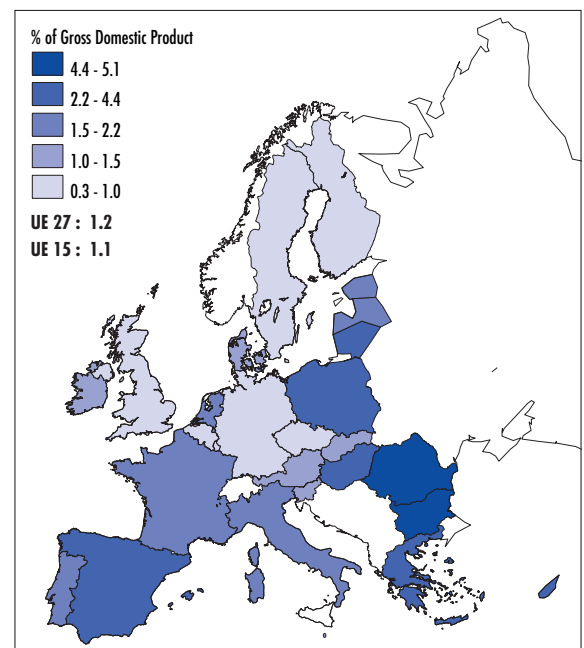 % of Gross Domestic Product
4.4 - 5.1
2.2 - 4.4
1.5 - 2.2
1.0 - 1.5
0.3 - 1.0
UE 27 : 1.2
UE 15 : 1.1